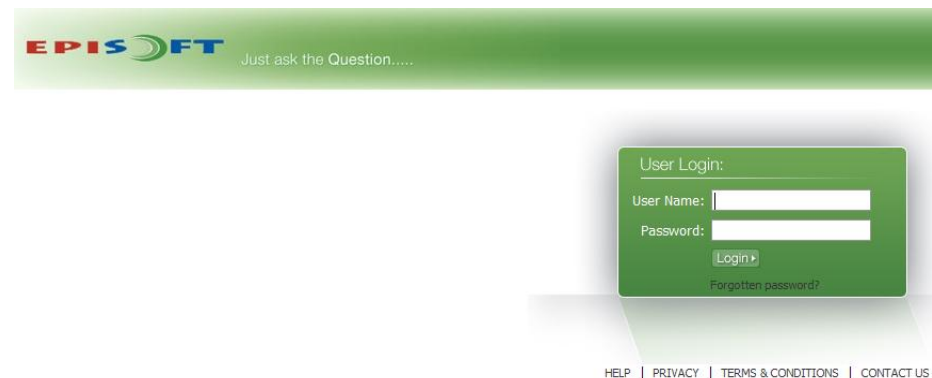 EPISOFT
Just ask the Question.....
User Login:
User Name:
Password:
Login
Forgotten password?
HELP | PRIVACY | TERMS & CONDITIONS | CONTACT US